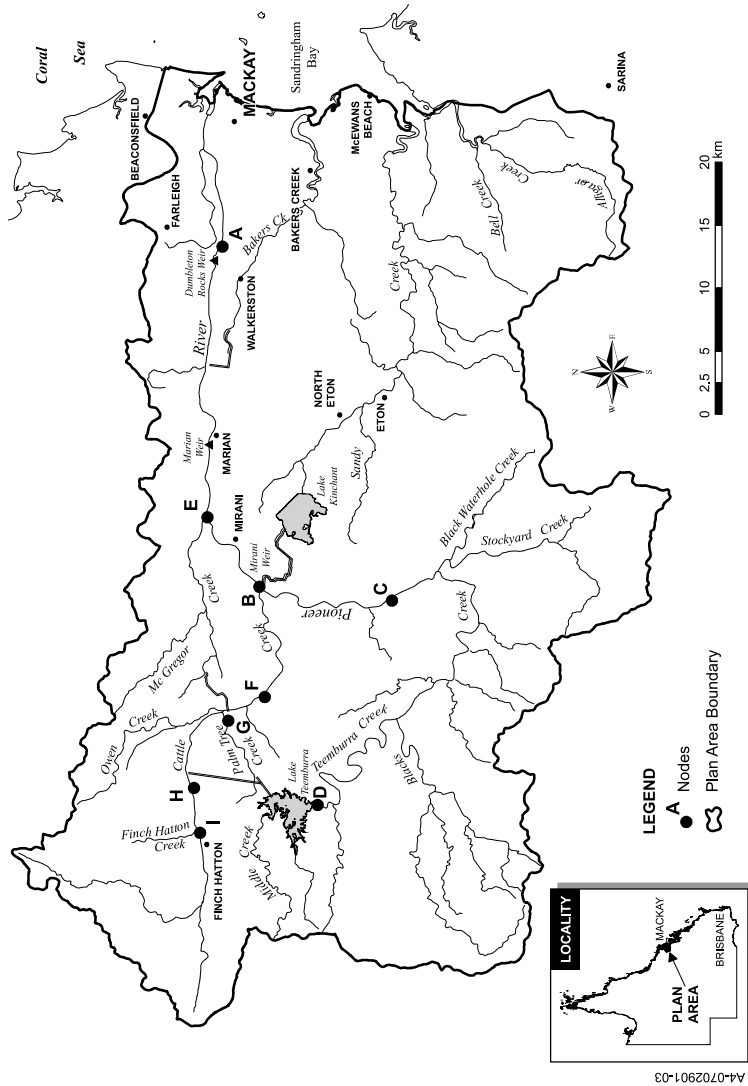 Coral
Sea
BEACONSFIELD
MACKAY
Sandringham
Bay
FARLEIGH
A
Dumbleton
Rocks Weir
Bakers Ck
BAKERS CREEK
McEWANS
BEACH
SARINA
WALKERSTON
River
Creek
Bell Creek
Alligator
Creek
Marian
Weir
MARIAN
NORTH
ETON
ETON
Sandy
Lake
Kinchant
E
MIRANI
Mirani
Weir
B
C
Pioneer
Black Waterhole Creek
Stockyard Creek
Creek
Creek
Creek
Mc Gregor
Owen
Creek
Cattle
F
G
Palm Tree
Creek
H
I
Finch Hatton
Creek
FINCH HATTON
Lake
Teemburra
D
Teemburra Creek
Blacks
Middle
Creek
N
E
S
W
0
2,5
5
10
15
20
km
LEGEND
A
Nodes
Plan Area Boundary
LOCALITY
MACKAY
PLAN
AREA
BRISBANE
A4-0702901-03